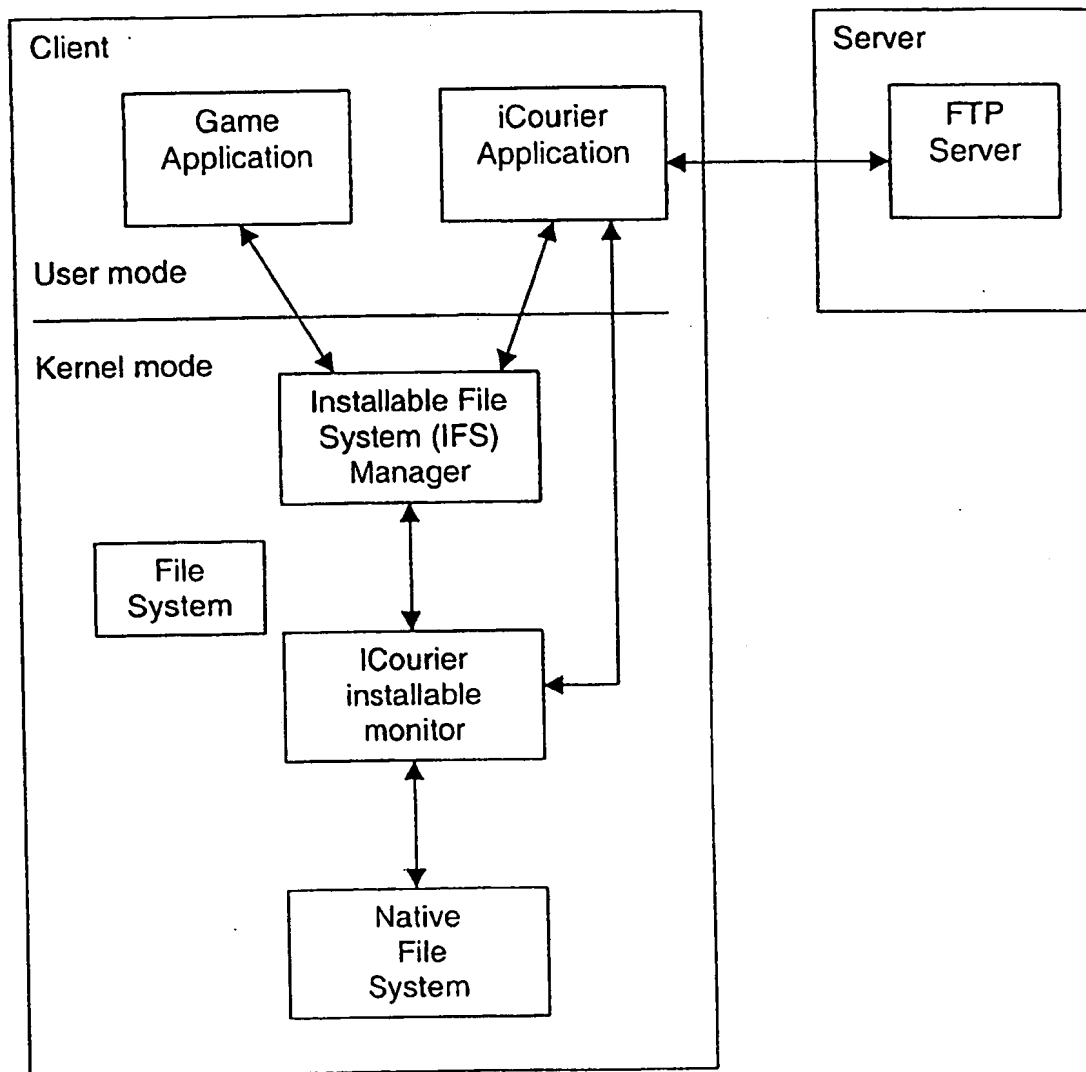 Client
Server
Game
Application
iCourier
Application
FTP
Server
User mode
Kernel mode
Installable File
System (IFS)
Manager
File
System
ICourier
installable
monitor
Native
File
System